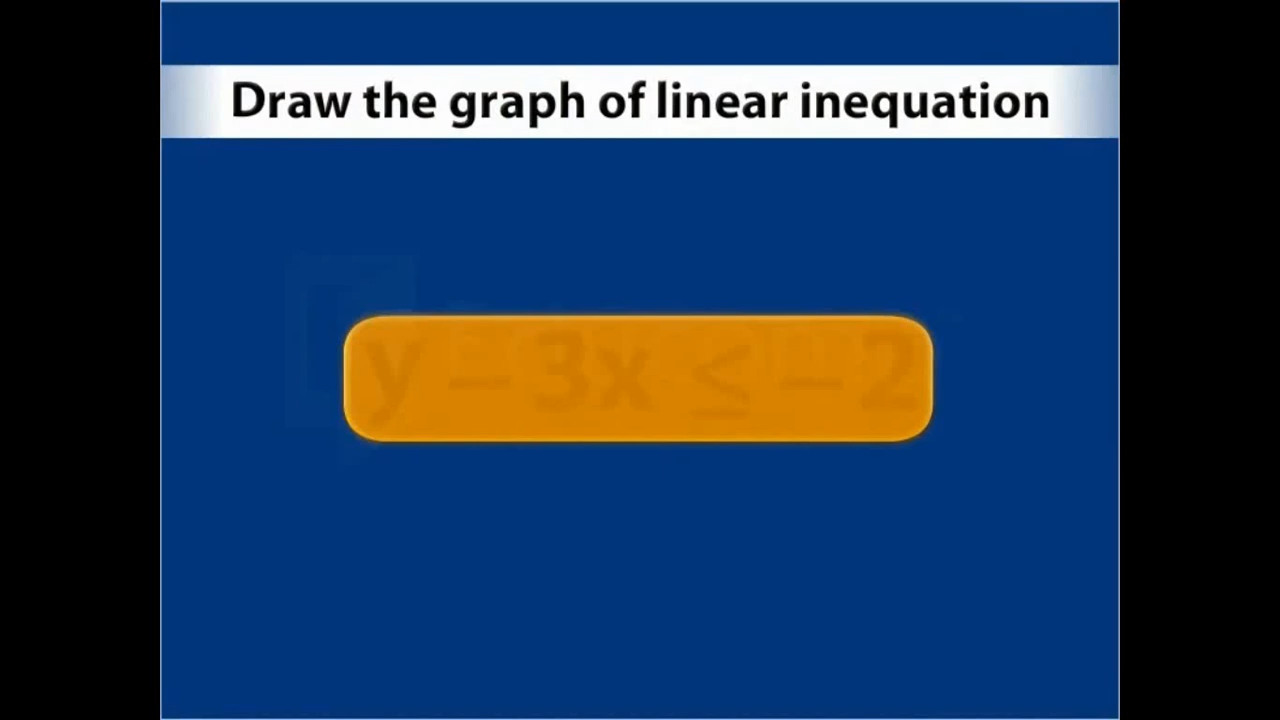 Draw the graph of linear inequation
y – 3x ≤ – 2